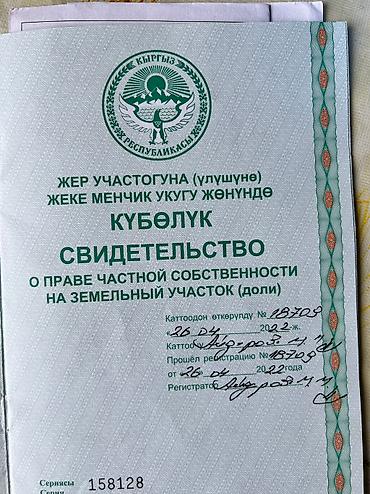 КЫРГЫЗ
РЕСПУБЛИКАСЫ
ЖЕР УЧАСТОГУНА (үлүшүнө)
ЖЕКЕ МЕНЧИК УКУГУ ЖӨНҮНДӨ
КҮБӨЛҮК
СВИДЕТЕЛЬСТВО
О ПРАВЕ ЧАСТНОЙ СОБСТВЕННОСТИ
НА ЗЕМЕЛЬНЫЙ УЧАСТОК (доли)
Каттоодон өткөрүлдү № 18709
«26 04 2022-ж.
Каттоо
Прошёл регистрацию № 18709
от 26 04 2022 года
Регистратор
Сериясы 158128
Серия